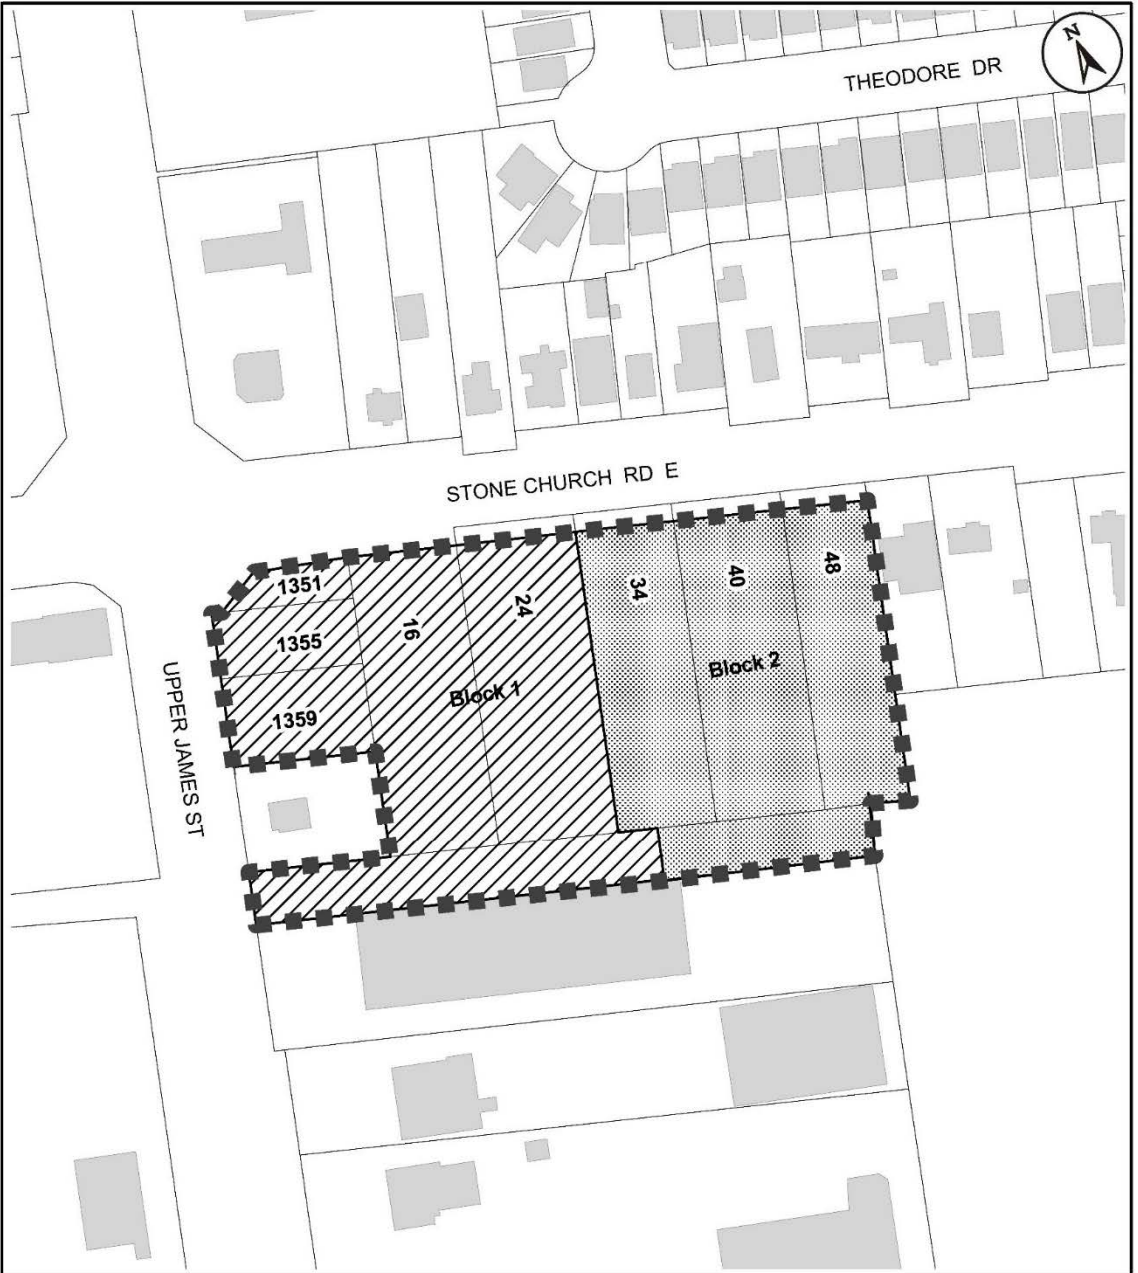 N
THEODORE DR
STONE CHURCH RD E
1351
1355
1359
16
24
34
40
48
Block 1
Block 2
UPPER JAMES ST